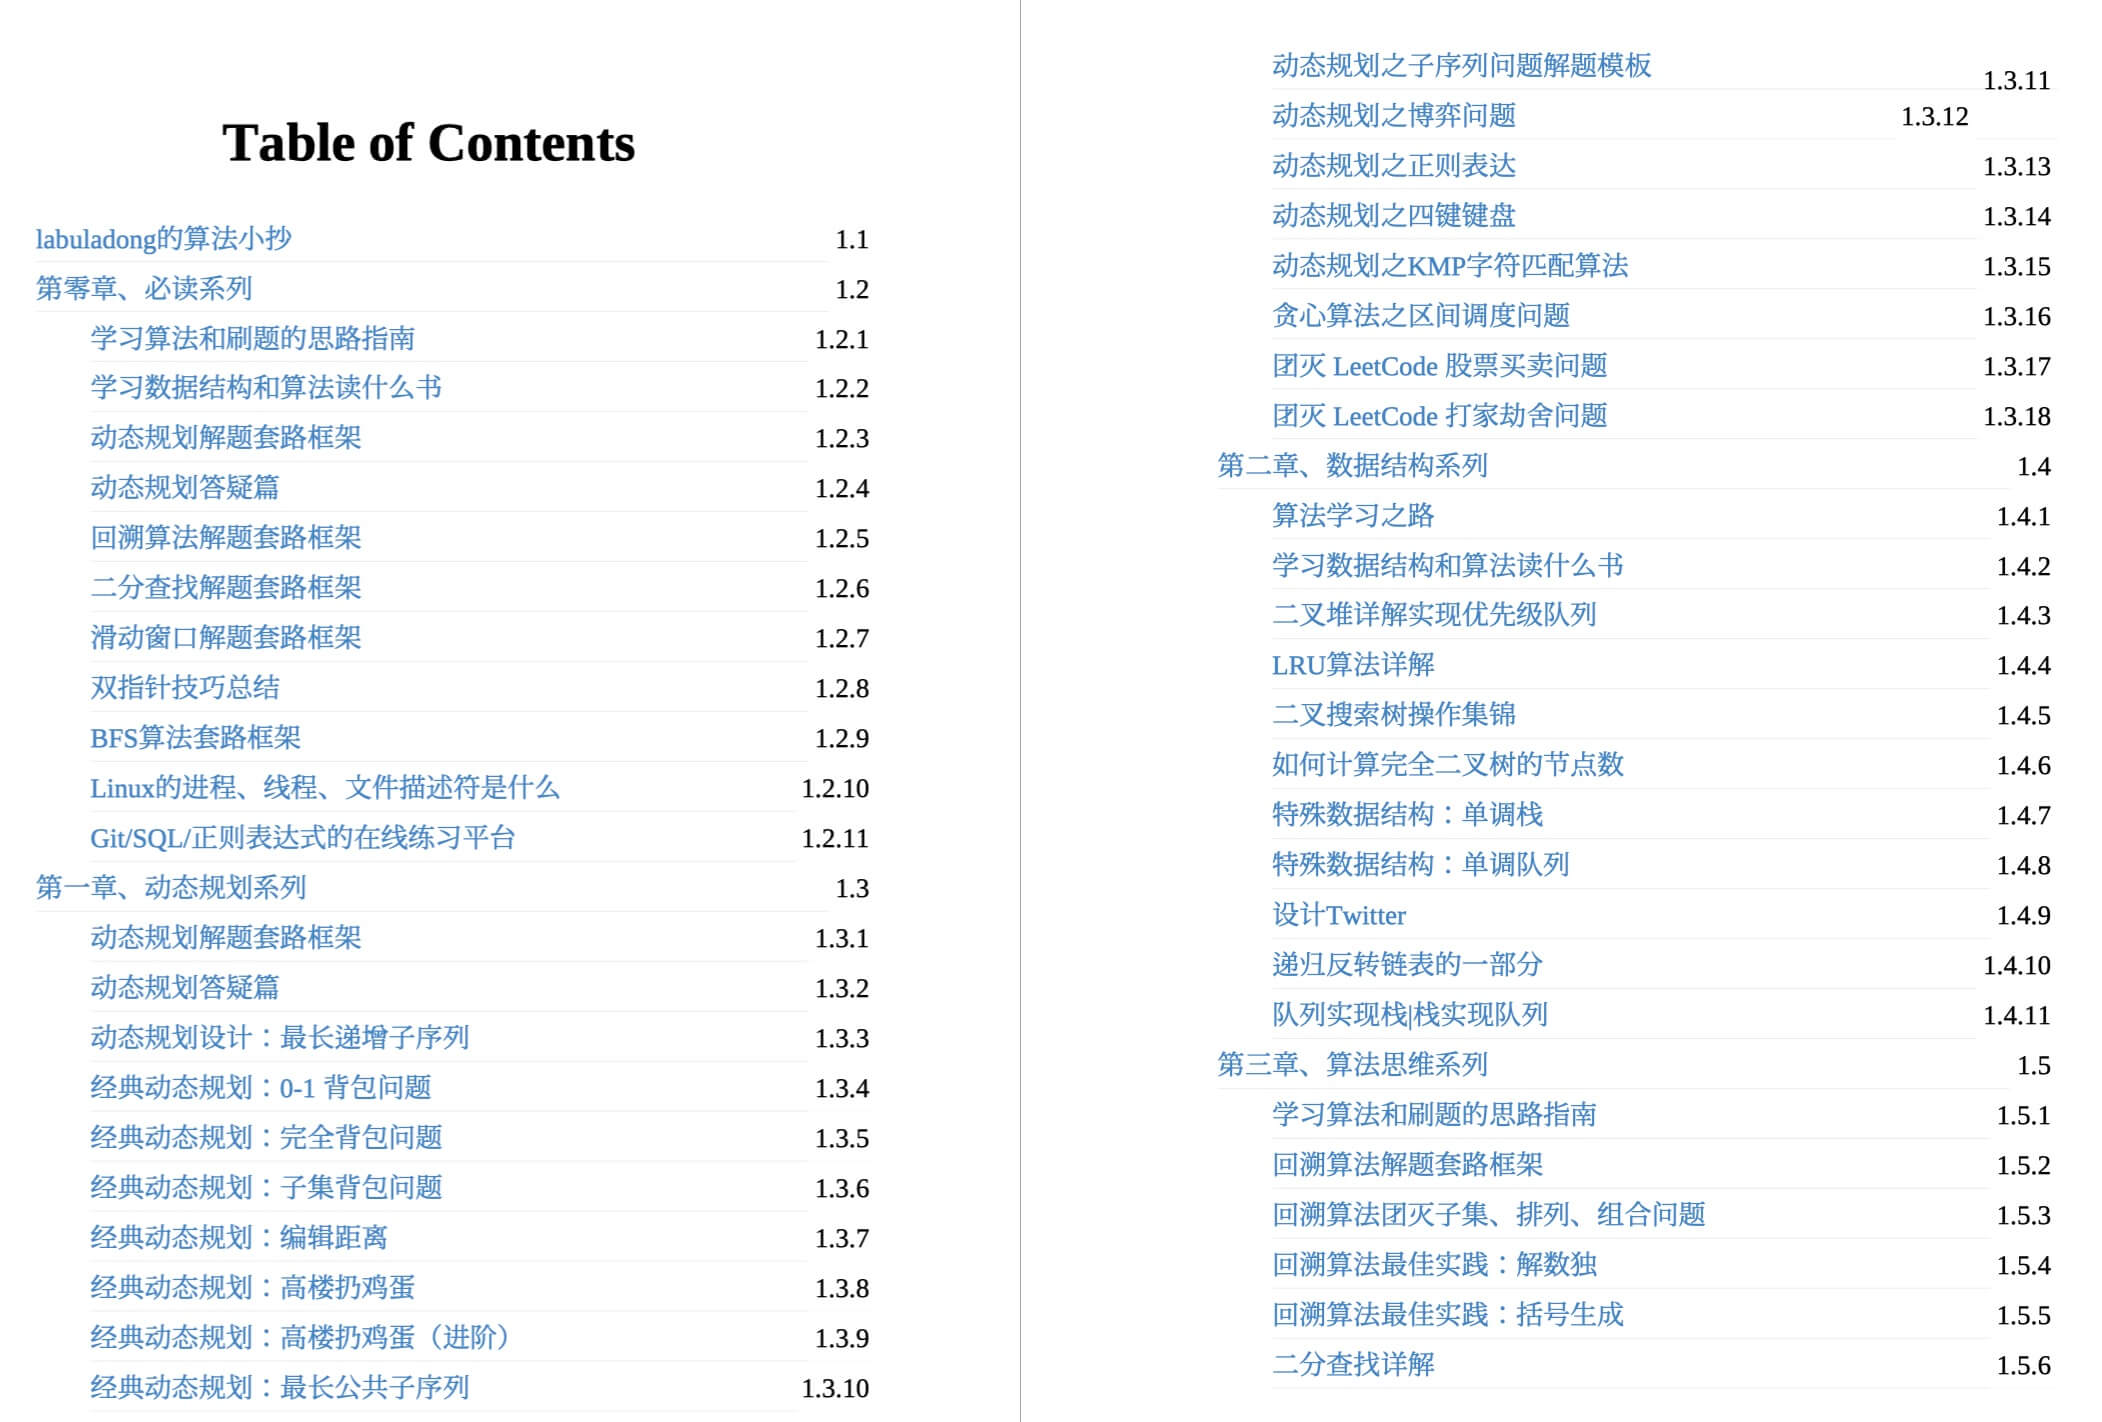 Table of Contents
labuladong的算法小抄 1.1
第零章、必读系列 1.2
学习算法和刷题的思路指南 1.2.1
学习数据结构和算法读什么书 1.2.2
动态规划解题套路框架 1.2.3
动态规划答疑篇 1.2.4
回溯算法解题套路框架 1.2.5
二分查找解题套路框架 1.2.6
滑动窗口解题套路框架 1.2.7
双指针技巧总结 1.2.8
BFS算法套路框架 1.2.9
Linux的进程、线程、文件描述符是什么 1.2.10
Git/SQL/正则表达式的在线练习平台 1.2.11
第一章、动态规划系列 1.3
动态规划解题套路框架 1.3.1
动态规划答疑篇 1.3.2
动态规划设计：最长递增子序列 1.3.3
经典动态规划：0-1 背包问题 1.3.4
经典动态规划：完全背包问题 1.3.5
经典动态规划：子集背包问题 1.3.6
经典动态规划：编辑距离 1.3.7
经典动态规划：高楼扔鸡蛋 1.3.8
经典动态规划：高楼扔鸡蛋（进阶） 1.3.9
经典动态规划：最长公共子序列 1.3.10
动态规划之子序列问题解题模板 1.3.11
动态规划之博弈问题 1.3.12
动态规划之正则表达 1.3.13
动态规划之四键键盘 1.3.14
动态规划之KMP字符匹配算法 1.3.15
贪心算法之区间调度问题 1.3.16
团灭 LeetCode 股票买卖问题 1.3.17
团灭 LeetCode 打家劫舍问题 1.3.18
第二章、数据结构系列 1.4
算法学习之路 1.4.1
学习数据结构和算法读什么书 1.4.2
二叉堆详解实现优先级队列 1.4.3
LRU算法详解 1.4.4
二叉搜索树操作集锦 1.4.5
如何计算完全二叉树的节点数 1.4.6
特殊数据结构：单调栈 1.4.7
特殊数据结构：单调队列 1.4.8
设计Twitter 1.4.9
递归反转链表的一部分 1.4.10
队列实现栈|栈实现队列 1.4.11
第三章、算法思维系列 1.5
学习算法和刷题的思路指南 1.5.1
回溯算法解题套路框架 1.5.2
回溯算法团灭子集、排列、组合问题 1.5.3
回溯算法最佳实践：解数独 1.5.4
回溯算法最佳实践：括号生成 1.5.5
二分查找详解 1.5.6